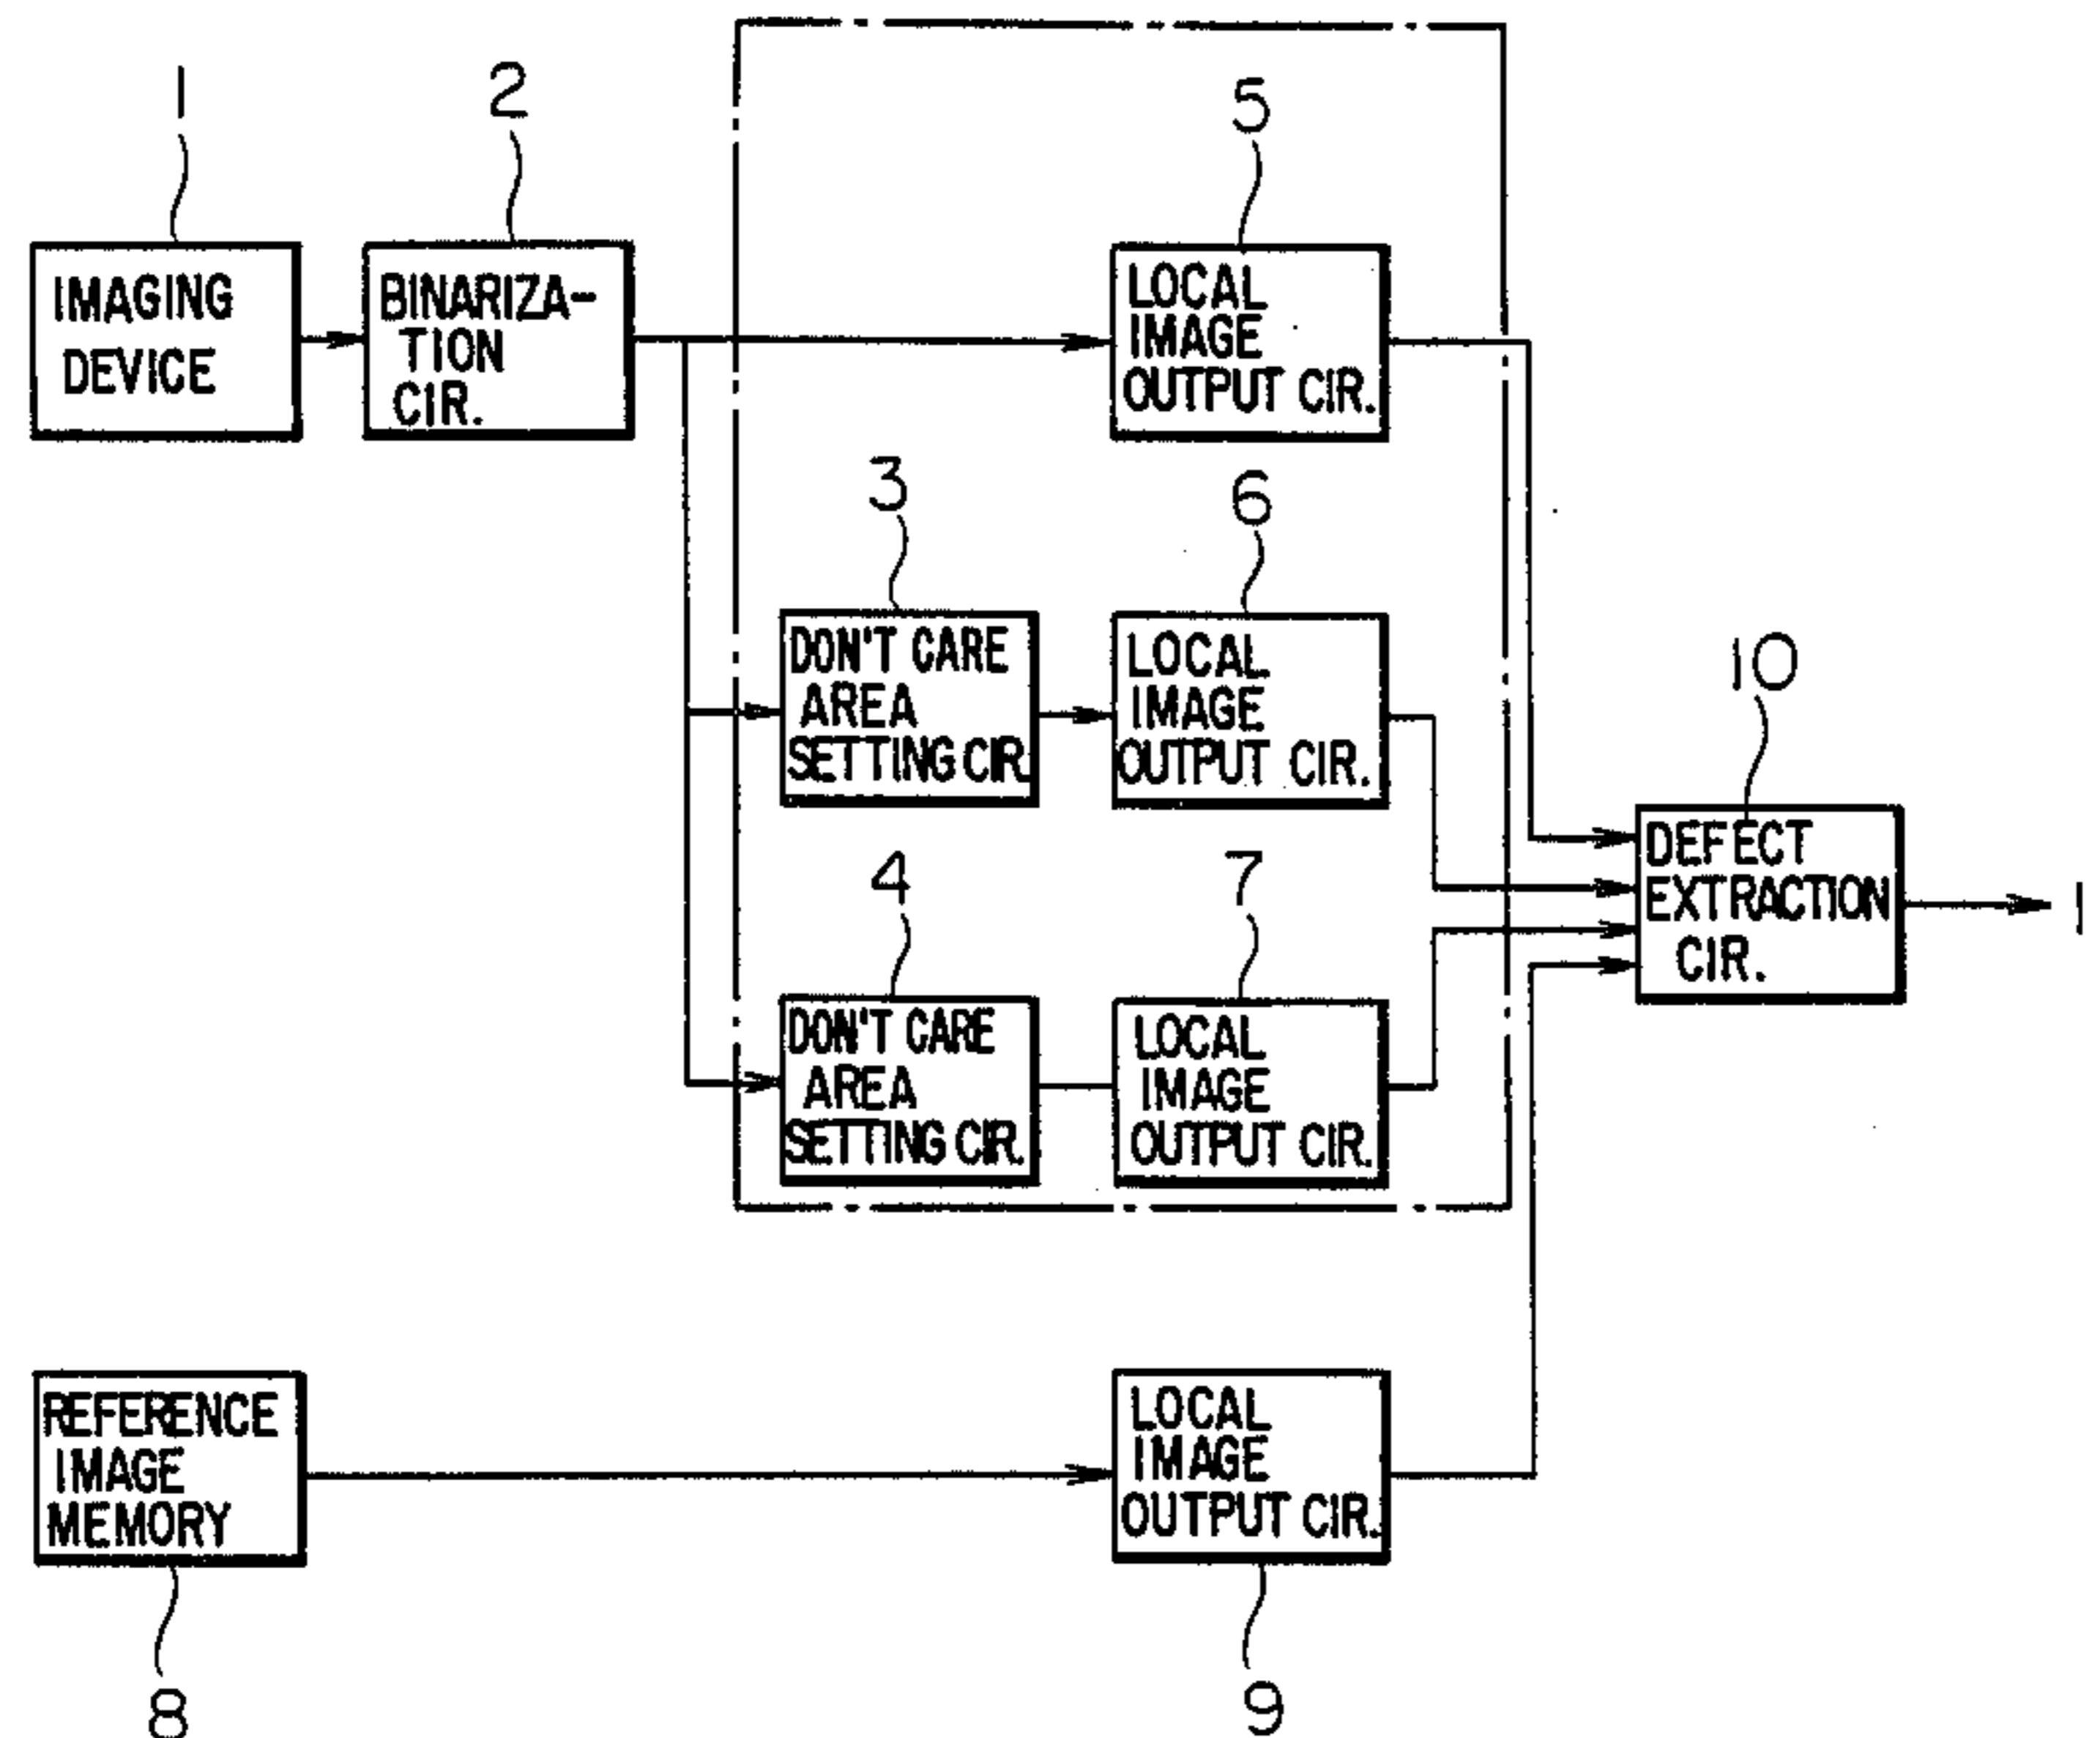 1
2
5
IMAGING
DEVICE
BINARIZA-
TION
CIR.
LOCAL
IMAGE
OUTPUT CIR.
3
6
DON'T CARE
AREA
SETTING CIR.
LOCAL
IMAGE
OUTPUT CIR.
10
DEFECT
EXTRACTION
CIR.
1
4
7
DON'T CARE
AREA
SETTING CIR.
LOCAL
IMAGE
OUTPUT CIR.
REFERENCE
IMAGE
MEMORY
LOCAL
IMAGE
OUTPUT CIR.
8
9